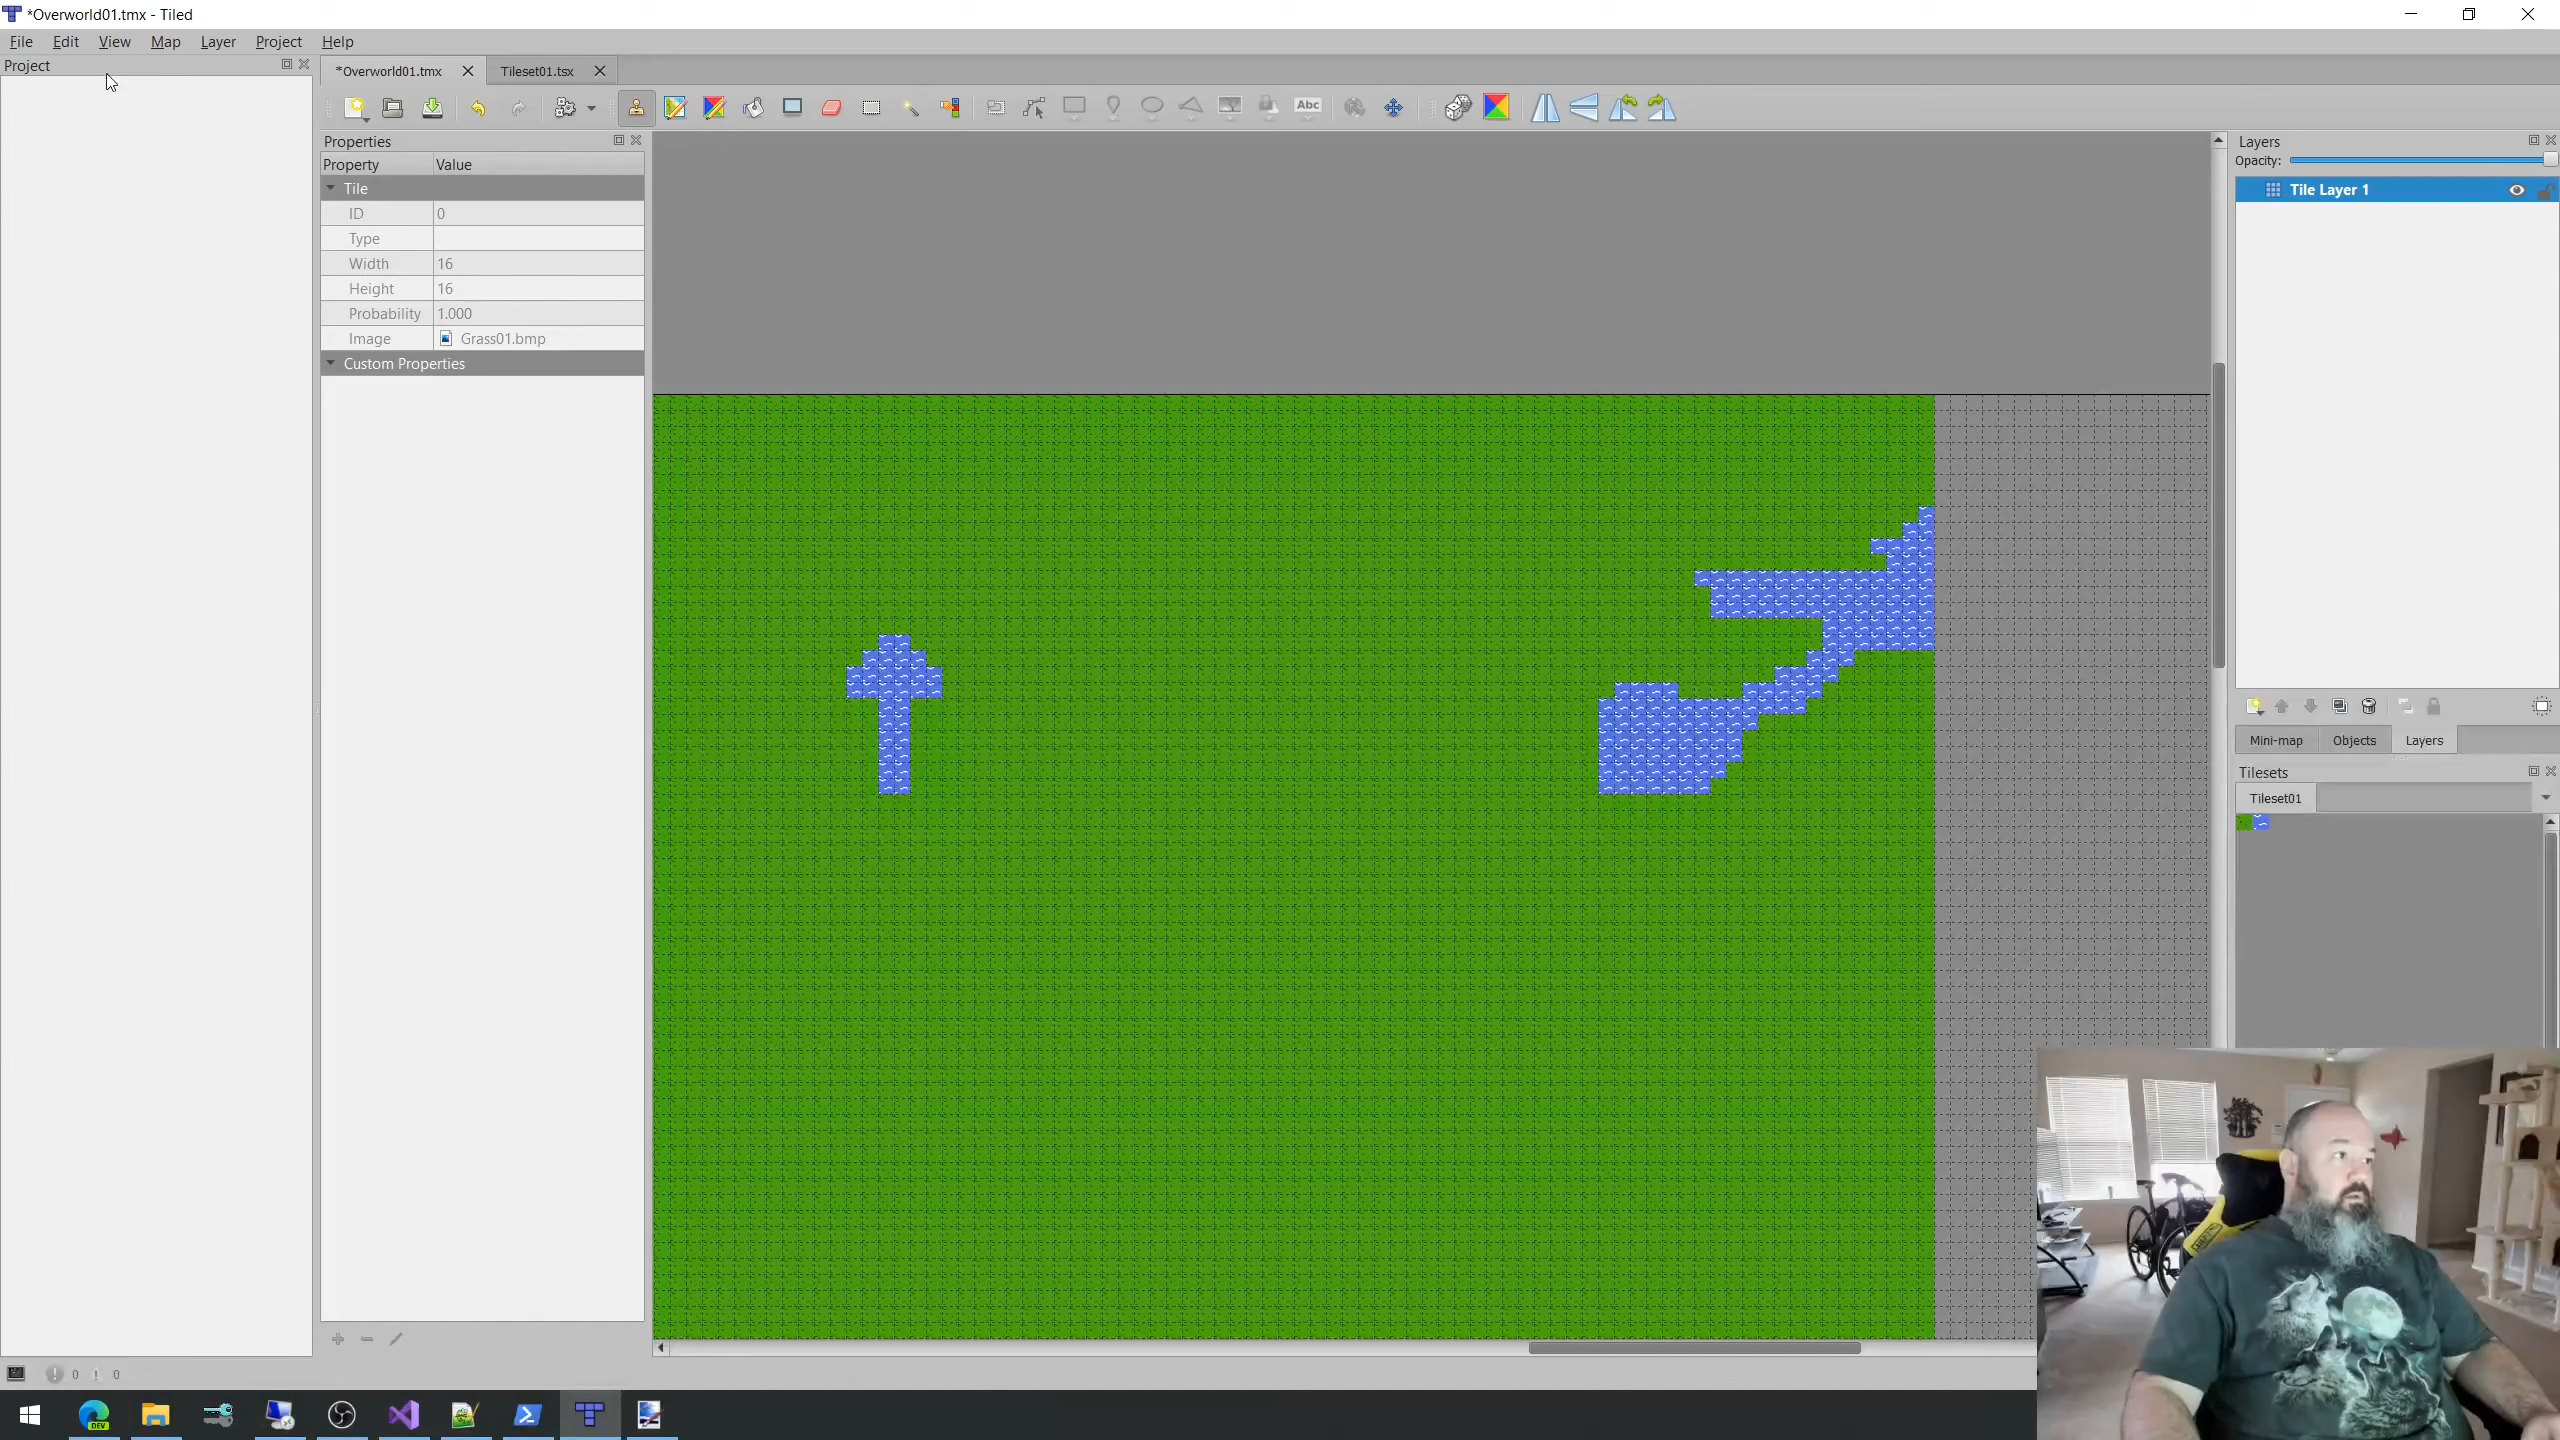 *Overworld01.tmx - Tiled
File Edit View Map Layer Project Help
Project
*Overworld01.tmx Tileset01.tsx
Abc
Properties
Property Value
Tile
ID 0
Type
Width 16
Height 16
Probability 1.000
Image Grass01.bmp
Custom Properties
Layers
Opacity:
Tile Layer 1
Mini-map Objects Layers
Tilesets
Tileset01
0 0
DEV